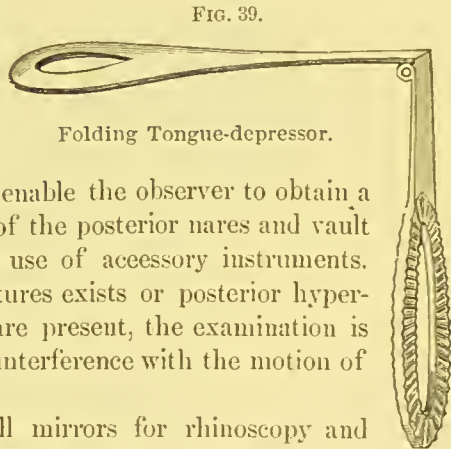 FIG. 39.
Folding Tongue-depressor.
enable the observer to obtain a
of the posterior nares and vault
use of accessory instruments.
tures exists or posterior hyper-
are present, the examination is
interference with the motion of
ll mirrors for rhinoscopy and